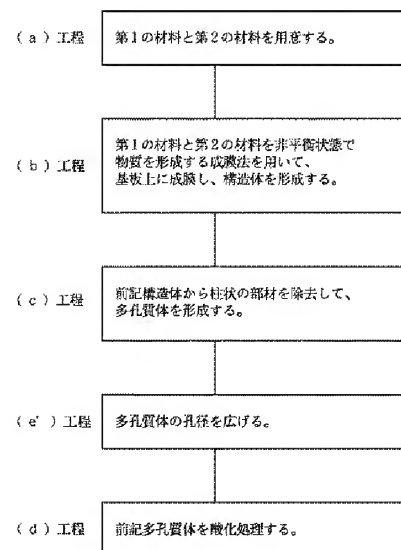 (a)工程
第1の材料と第2の材料を用意する。
(b)工程
第1の材料と第2の材料を非平衡状態で
物質を形成する成膜法を用いて、
基板上に成膜し、構造体を形成する。
(c)工程
前記構造体から柱状の部材を除去して、
多孔質体を形成する。
(e')工程
多孔質体の孔径を広げる。
(d)工程
前記多孔質体を酸化処理する。